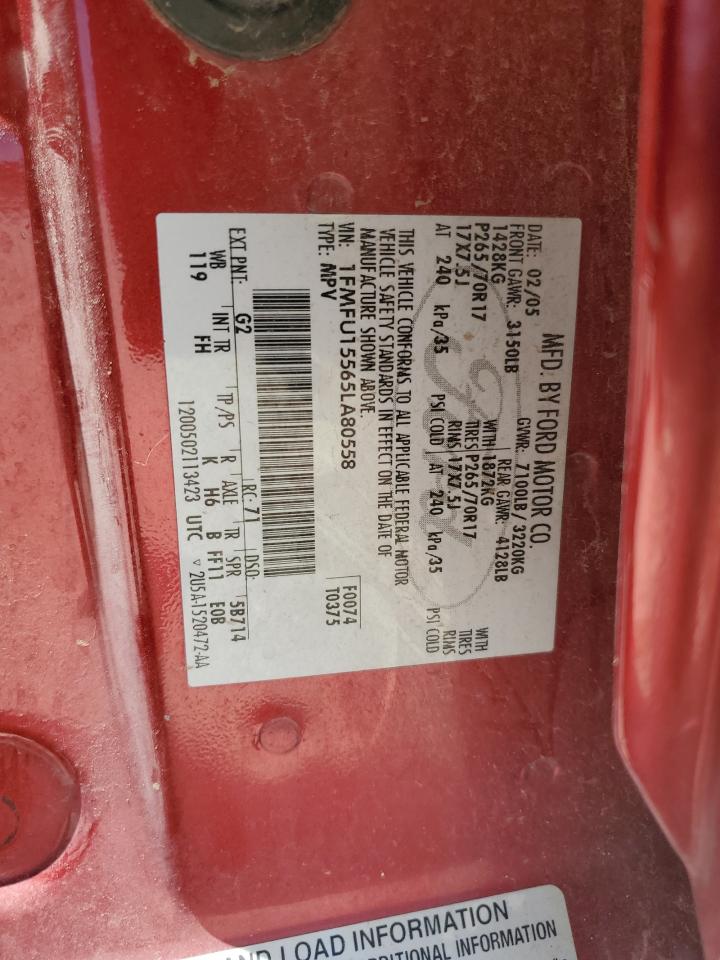 MFD. BY FORD MOTOR CO.
DATE: 02/05 GVWR: 7100LB / 3220KG
FRONT GAWR: 3150LB REAR GAWR: 4128LB
1428KG WITH 1872KG WITH
P265/70R17 TIRES P265/70R17 TIRES
17X7.5J RIMS 17X7.5J RIMS
AT 240 kPa/35 PSI COLD AT 240 kPa/35 PSI COLD
THIS VEHICLE CONFORMS TO ALL APPLICABLE FEDERAL MOTOR
VEHICLE SAFETY STANDARDS IN EFFECT ON THE DATE OF
MANUFACTURE SHOWN ABOVE.
VIN: 1FMFU15565LA80558 F0074
TYPE: MPV T0375
EXT PNT: G2 RC: 71 DSO:
WB INT TR TP/PS R AXLE TR SPR 5B714
119 FH K H6 B FF11 E0B
1200502113423 UTC ▽ 2U5A-1520472-AA
AND LOAD INFORMATION
ADDITIONAL INFORMATION